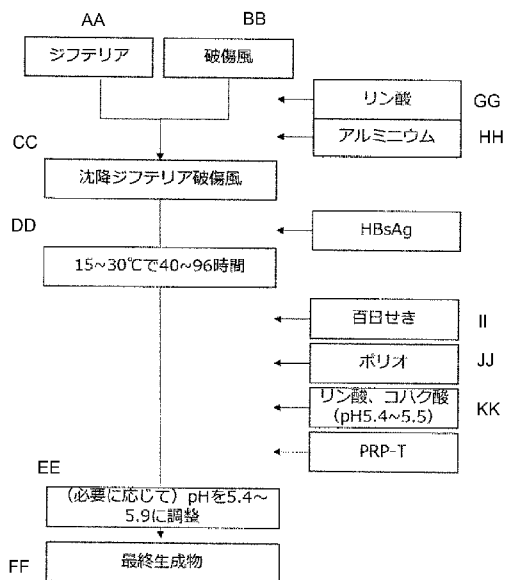 AA
BB
ジフテリア
破傷風
リン酸
GG
アルミニウム
HH
CC
沈降ジフテリア破傷風
DD
HBsAg
15~30℃で40~96時間
百日せき
II
ポリオ
JJ
リン酸、コハク酸
(pH5.4~5.5)
KK
PRP-T
EE
(必要に応じて) pHを5.4~
5.9に調整
FF
最終生成物